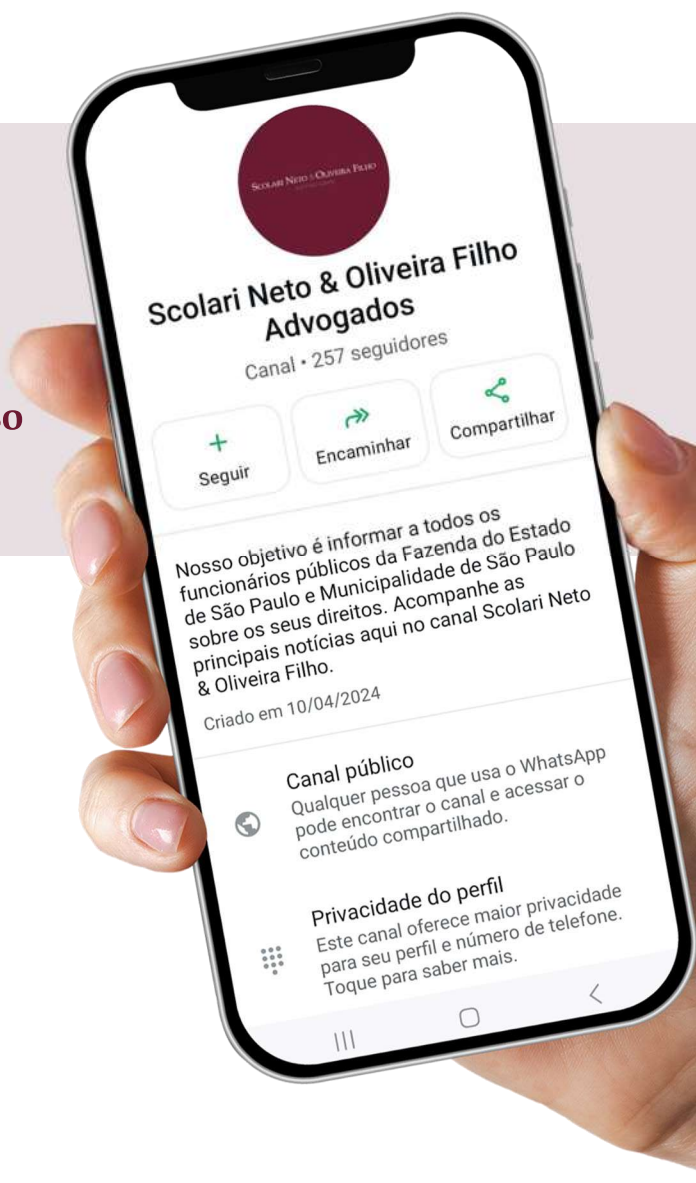 SCOLARI NETO & OLIVEIRA FILHO
Scolari Neto & Oliveira Filho
Advogados
Canal • 257 seguidores
Seguir
Encaminhar
Compartilhar
Nosso objetivo é informar a todos os
funcionários públicos da Fazenda do Estado
de São Paulo e Municipalidade de São Paulo
sobre os seus direitos. Acompanhe as
principais notícias aqui no canal Scolari Neto
& Oliveira Filho.
Criado em 10/04/2024
Canal público
Qualquer pessoa que usa o WhatsApp
pode encontrar o canal e acessar o
conteúdo compartilhado.
Privacidade do perfil
Este canal oferece maior privacidade
para seu perfil e número de telefone.
Toque para saber mais.